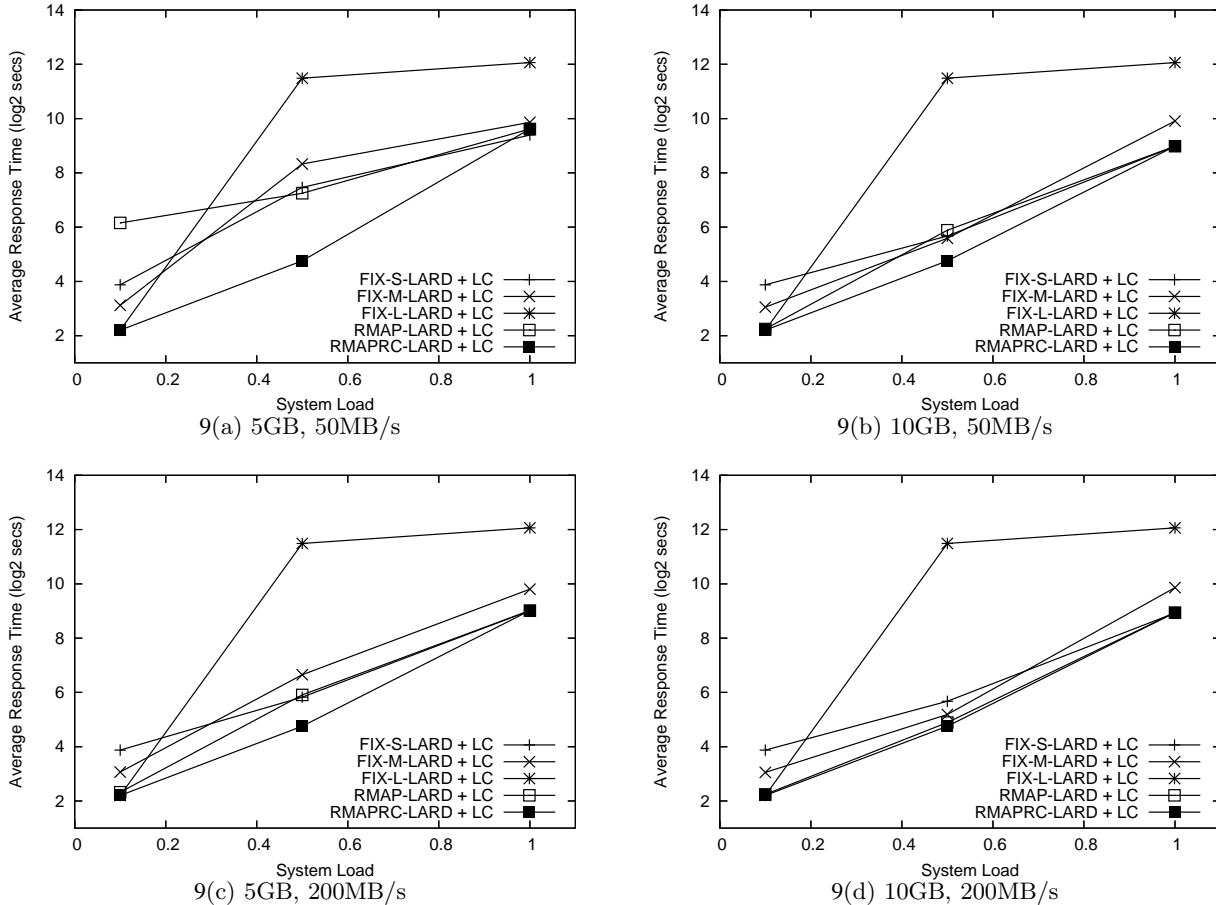 14
12
10
8
6
4
2
Average Response Time (log2 secs)
FIX-S-LARD + LC
FIX-M-LARD + LC
FIX-L-LARD + LC
RMAP-LARD + LC
RMAPRC-LARD + LC
0 0.2 0.4 0.6 0.8 1
System Load
9(a) 5GB, 50MB/s
14
12
10
8
6
4
2
Average Response Time (log2 secs)
FIX-S-LARD + LC
FIX-M-LARD + LC
FIX-L-LARD + LC
RMAP-LARD + LC
RMAPRC-LARD + LC
0 0.2 0.4 0.6 0.8 1
System Load
9(b) 10GB, 50MB/s
14
12
10
8
6
4
2
Average Response Time (log2 secs)
FIX-S-LARD + LC
FIX-M-LARD + LC
FIX-L-LARD + LC
RMAP-LARD + LC
RMAPRC-LARD + LC
0 0.2 0.4 0.6 0.8 1
System Load
9(c) 5GB, 200MB/s
14
12
10
8
6
4
2
Average Response Time (log2 secs)
FIX-S-LARD + LC
FIX-M-LARD + LC
FIX-L-LARD + LC
RMAP-LARD + LC
RMAPRC-LARD + LC
0 0.2 0.4 0.6 0.8 1
System Load
9(d) 10GB, 200MB/s